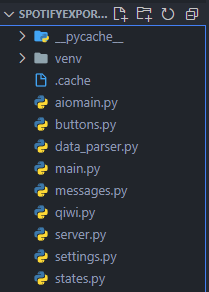 SPOTIFYEXPOR...
__pycache__
venv
.cache
aiomain.py
buttons.py
data_parser.py
main.py
messages.py
qiwi.py
server.py
settings.py
states.py